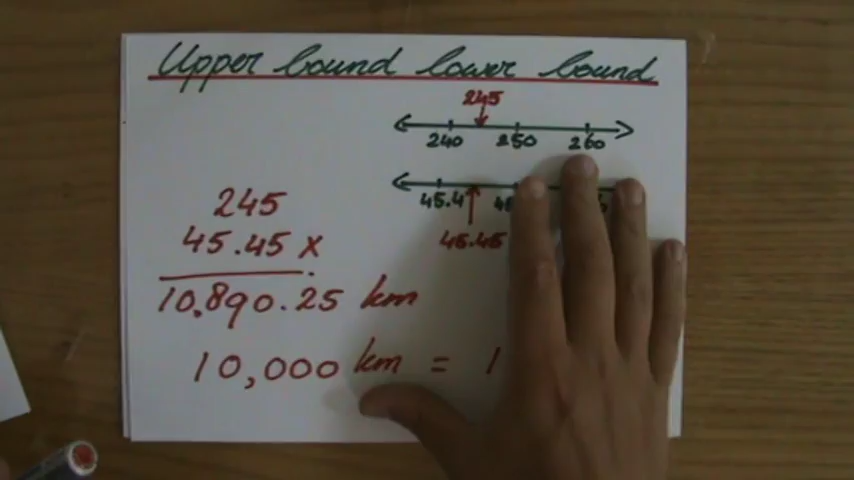 Upper bound lower bound
245
240 250 260
45.4
45.45
245
45.45 x
10.890.25 km
10,000 km = 1